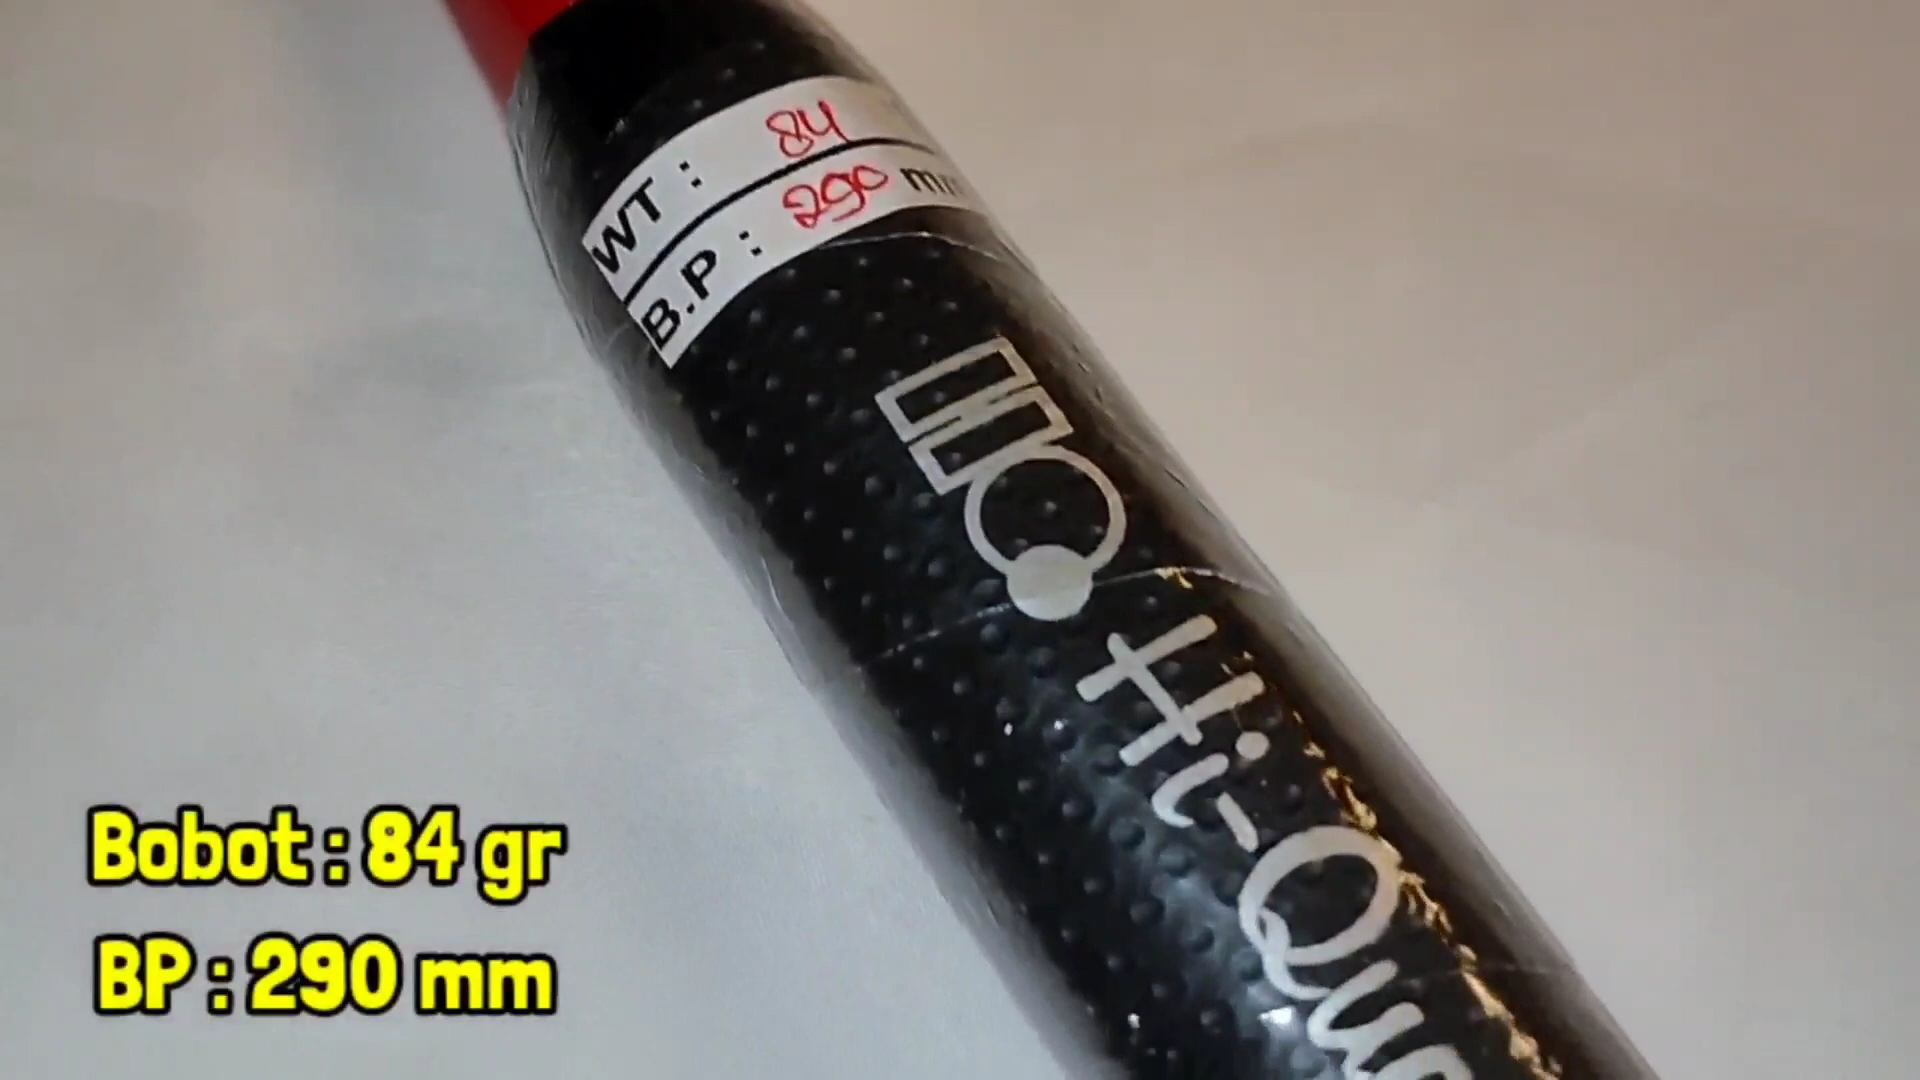 WT : 84
B.P : 290 mm
Hi-Qua
Bobot : 84 gr
BP : 290 mm